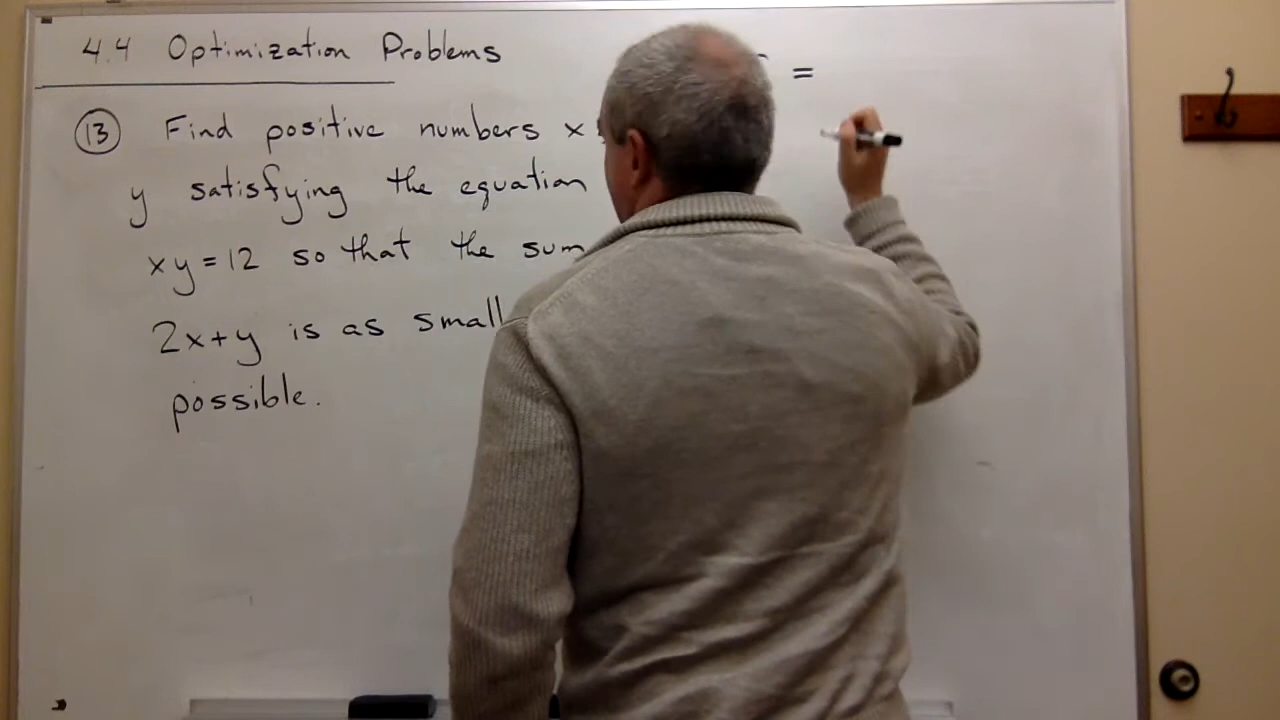 4.4 Optimization Problems
=
13 Find positive numbers x
y satisfying the equation
xy = 12 so that the sum
2x+y is as small
possible.